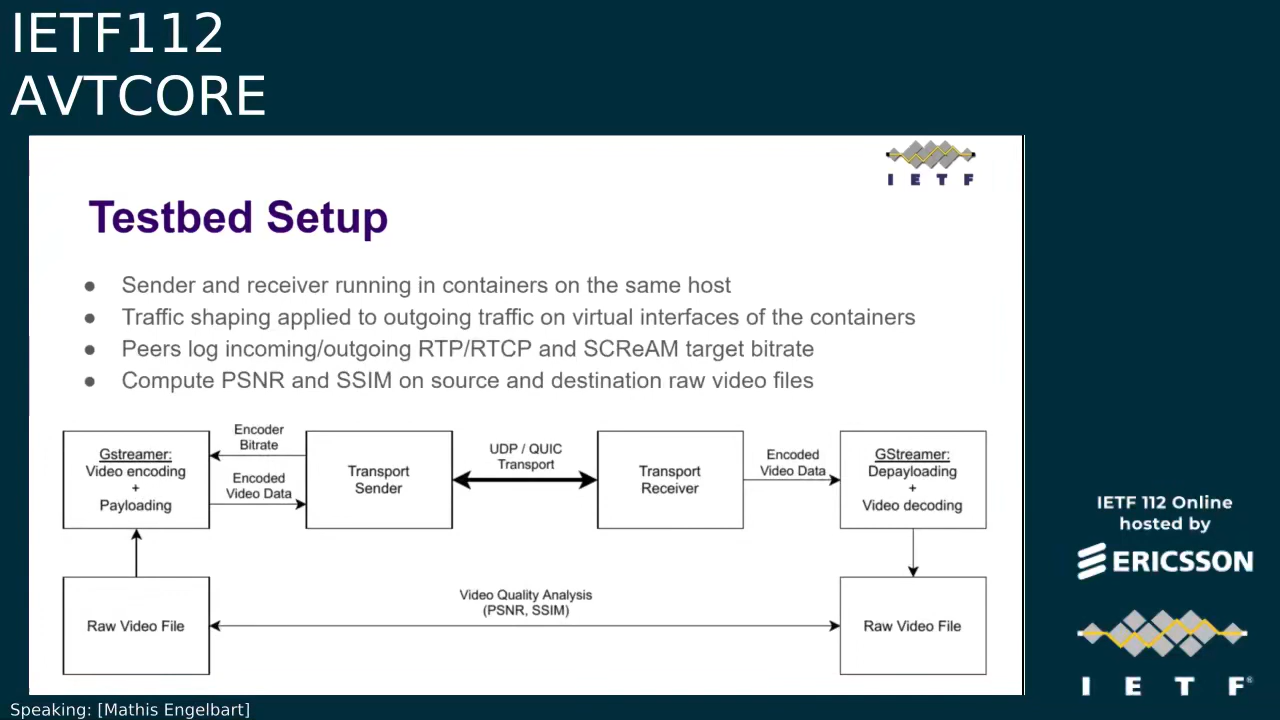 IETF112
AVTCORE
I E T F
Testbed Setup
● Sender and receiver running in containers on the same host
● Traffic shaping applied to outgoing traffic on virtual interfaces of the containers
● Peers log incoming/outgoing RTP/RTCP and SCReAM target bitrate
● Compute PSNR and SSIM on source and destination raw video files
Gstreamer:
Video encoding
+
Payloading
Encoder
Bitrate
Encoded
Video Data
Transport
Sender
UDP / QUIC
Transport
Transport
Receiver
Encoded
Video Data
GStreamer:
Depayloading
+
Video decoding
Raw Video File
Video Quality Analysis
(PSNR, SSIM)
Raw Video File
IETF 112 Online
hosted by
ERICSSON
I E T F®
Speaking: [Mathis Engelbart]